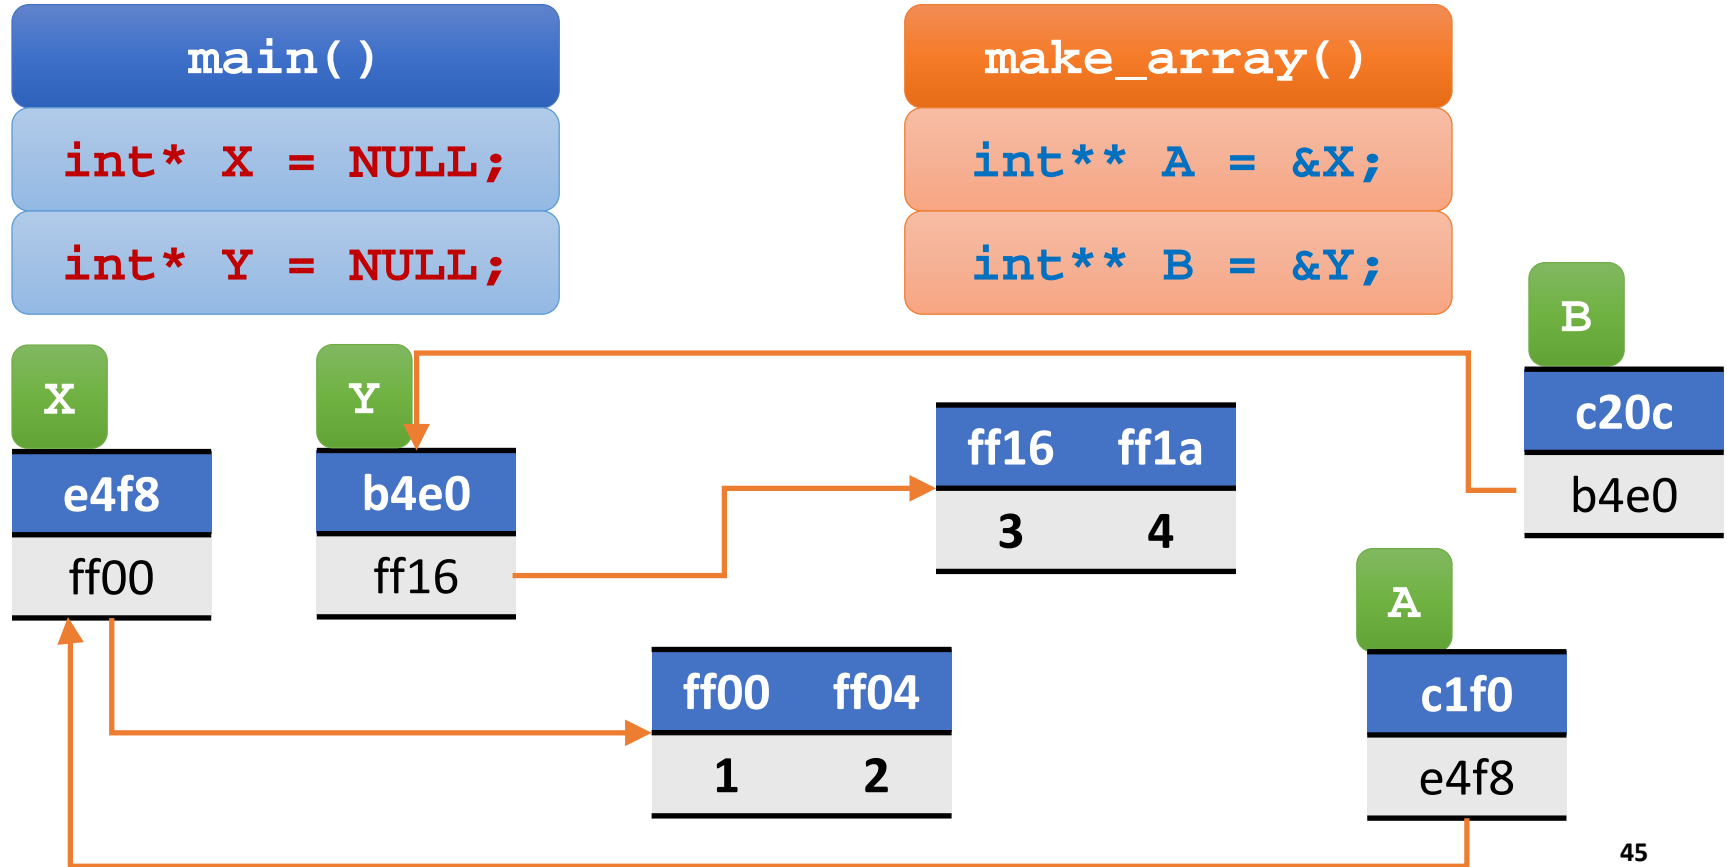 main()
int* X = NULL;
int* Y = NULL;
make_array()
int** A = &X;
int** B = &Y;
B
c20c
b4e0
X
e4f8
ff00
Y
b4e0
ff16
ff16 ff1a
3 4
A
c1f0
e4f8
ff00 ff04
1 2
45